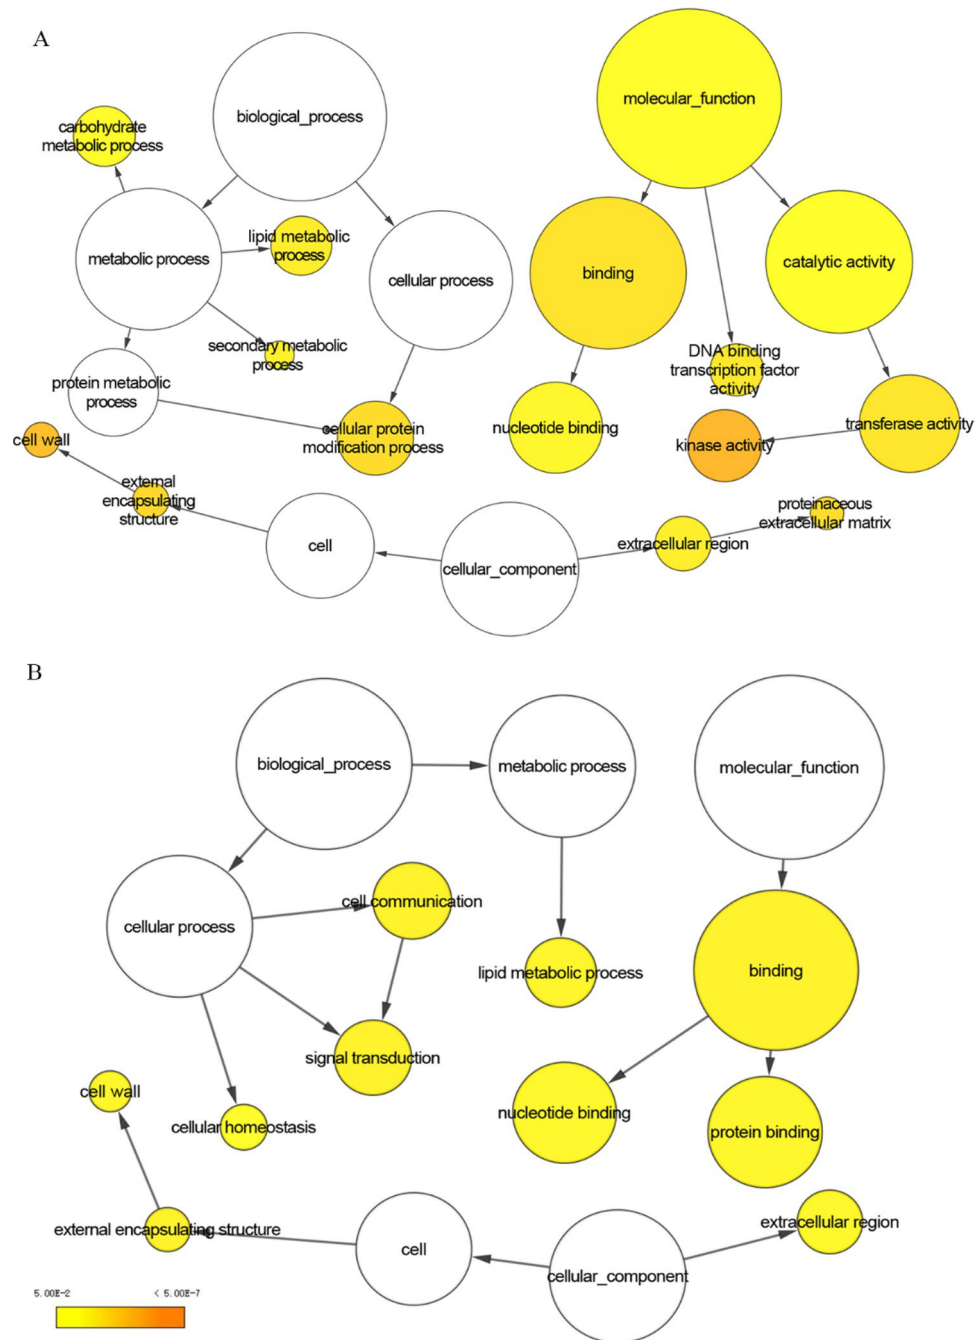 A
biological_process
molecular_function
carbohydrate
metabolic process
metabolic process
lipid metabolic
process
cellular process
binding
catalytic activity
secondary metabolic
process
DNA binding
transcription factor
activity
protein metabolic
process
cellular protein
modification process
nucleotide binding
kinase activity
transferase activity
cell wall
external
encapsulating
structure
cell
cellular_component
extracellular region
proteinaceous
extracellular matrix
B
biological_process
metabolic process
molecular_function
cellular process
cell communication
lipid metabolic process
binding
signal transduction
cell wall
cellular homeostasis
nucleotide binding
protein binding
external encapsulating structure
cell
cellular_component
extracellular region
5.00E-2
< 5.00E-7